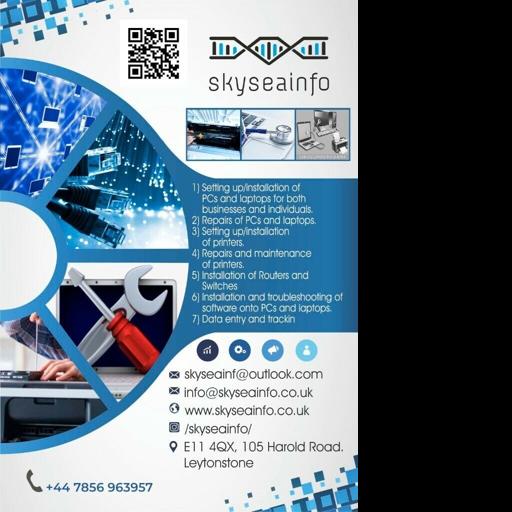 skyseainfo
1) Setting up/installation of
PCs and laptops for both
businesses and individuals.
2) Repairs of PCs and laptops.
3) Setting up/installation
of printers.
4) Repairs and maintenance
of printers.
5) Installation of Routers and
Switches
6) Installation and troubleshooting of
software onto PCs and laptops.
7) Data entry and trackin
skyseainf@outlook.com
info@skyseainfo.co.uk
www.skyseainfo.co.uk
/skyseainfo/
E11 4QX, 105 Harold Road.
Leytonstone
+44 7856 963957